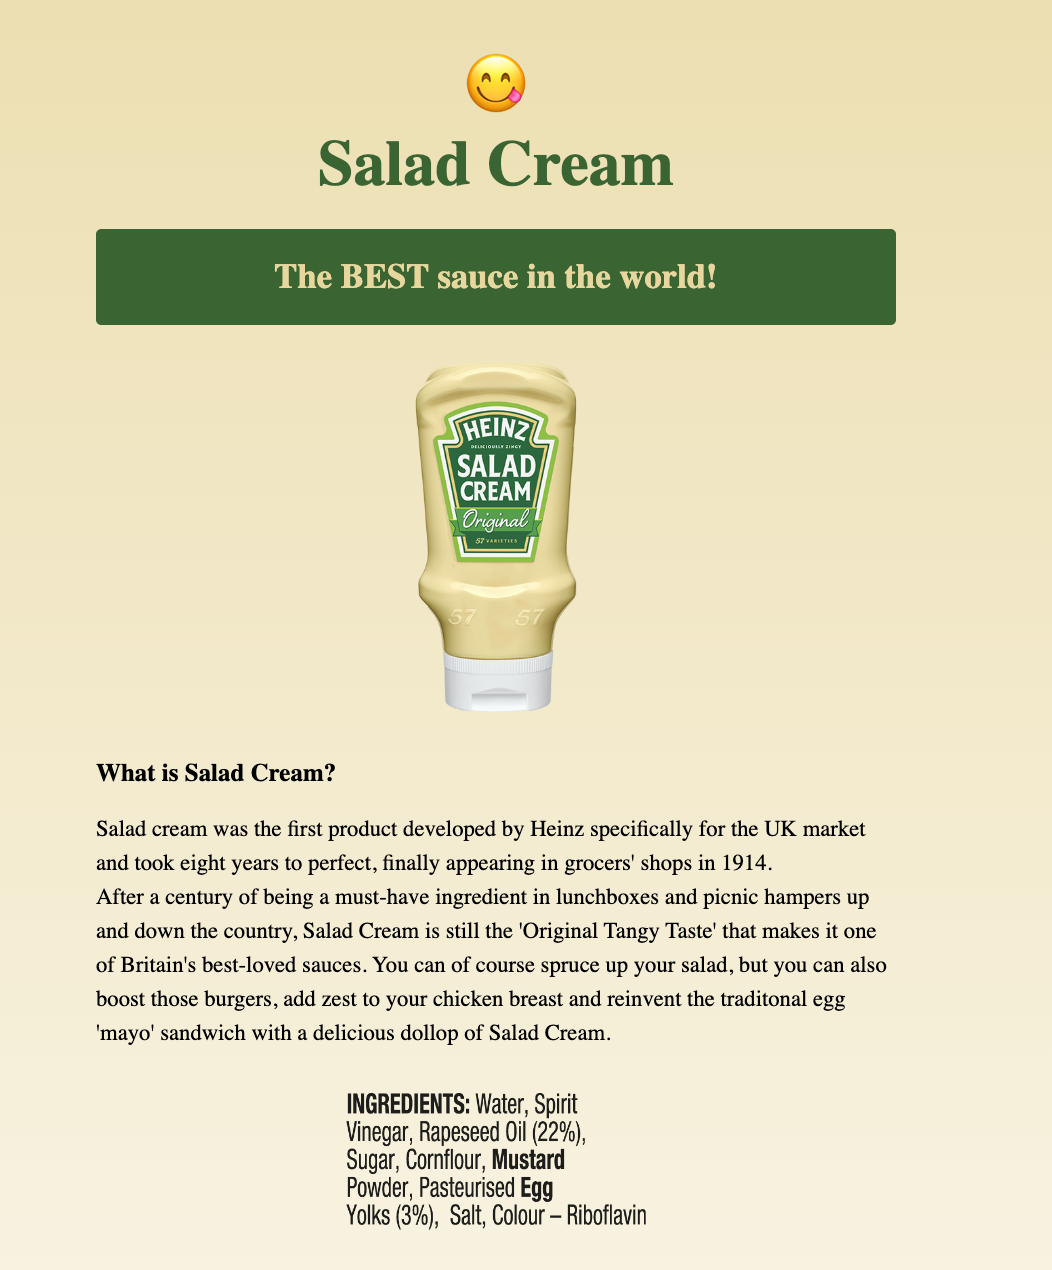 Salad Cream
The BEST sauce in the world!
HEINZ
DELICIOUSLY ZINGY
SALAD
CREAM
Original
57 VARIETIES
57 57
What is Salad Cream?
Salad cream was the first product developed by Heinz specifically for the UK market
and took eight years to perfect, finally appearing in grocers' shops in 1914.
After a century of being a must-have ingredient in lunchboxes and picnic hampers up
and down the country, Salad Cream is still the 'Original Tangy Taste' that makes it one
of Britain's best-loved sauces. You can of course spruce up your salad, but you can also
boost those burgers, add zest to your chicken breast and reinvent the traditonal egg
'mayo' sandwich with a delicious dollop of Salad Cream.
INGREDIENTS: Water, Spirit
Vinegar, Rapeseed Oil (22%),
Sugar, Cornflour, Mustard
Powder, Pasteurised Egg
Yolks (3%),  Salt, Colour – Riboflavin